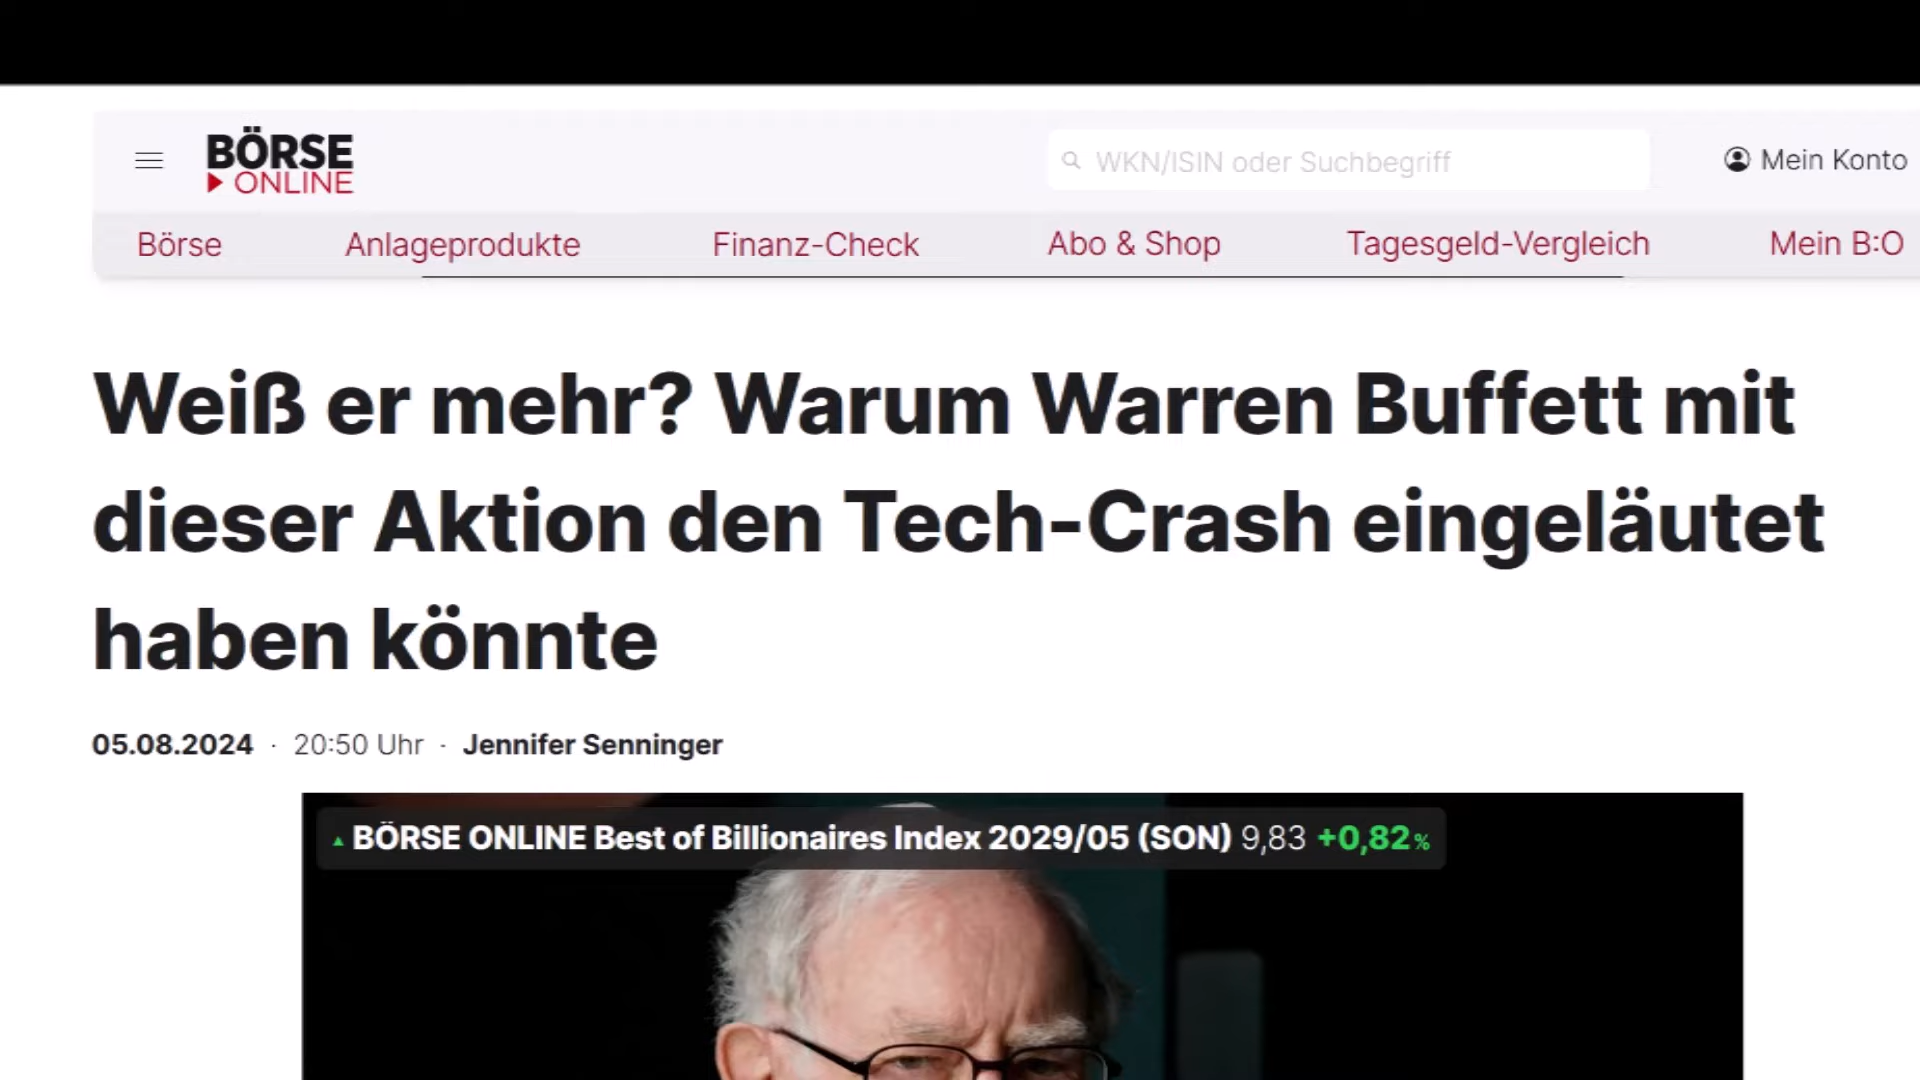 BÖRSE
ONLINE
WKN/ISIN oder Suchbegriff
Mein Konto
Börse
Anlageprodukte
Finanz-Check
Abo & Shop
Tagesgeld-Vergleich
Mein B:O
Weiß er mehr? Warum Warren Buffett mit
dieser Aktion den Tech-Crash eingeläutet
haben könnte
05.08.2024 · 20:50 Uhr · Jennifer Senninger
BÖRSE ONLINE Best of Billionaires Index 2029/05 (SON) 9,83 +0,82%